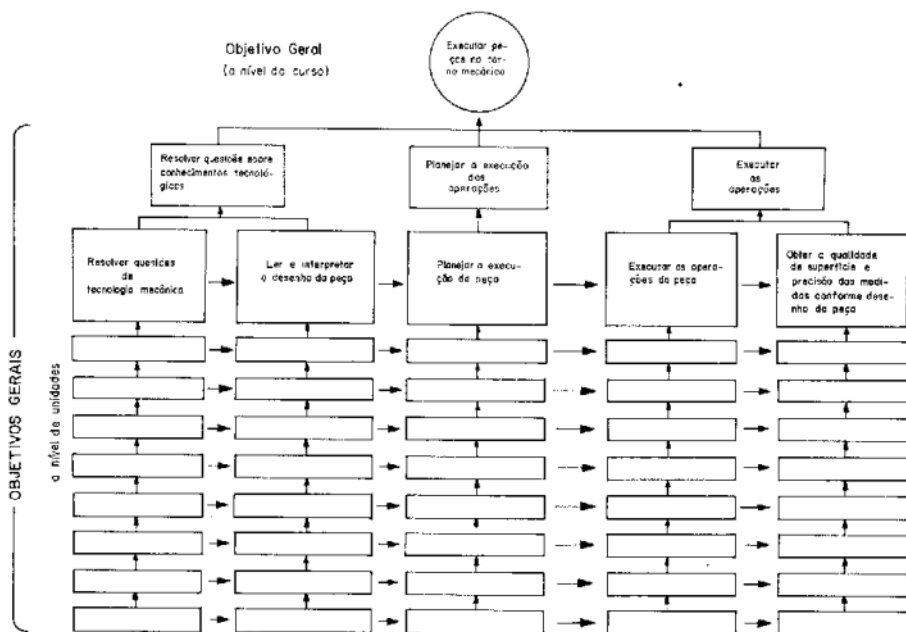 Objetivo Geral
(a nível do curso)
Executar pe-
ças no tor-
no mecânico
Resolver questões sobre
conhecimentos tecnoló-
gicos
Planejar a execução
das
operações
Executar
as
operações
Resolver questões
de
tecnologia mecânica
Ler e interpretar
o desenho da peça
Planejar a execu-
ção da peça
Executar as opera-
ções da peça
Obter a qualidade
de superfície e
precisão das medi-
das conforme dese-
nho da peça
OBJETIVOS GERAIS
a nível de unidades